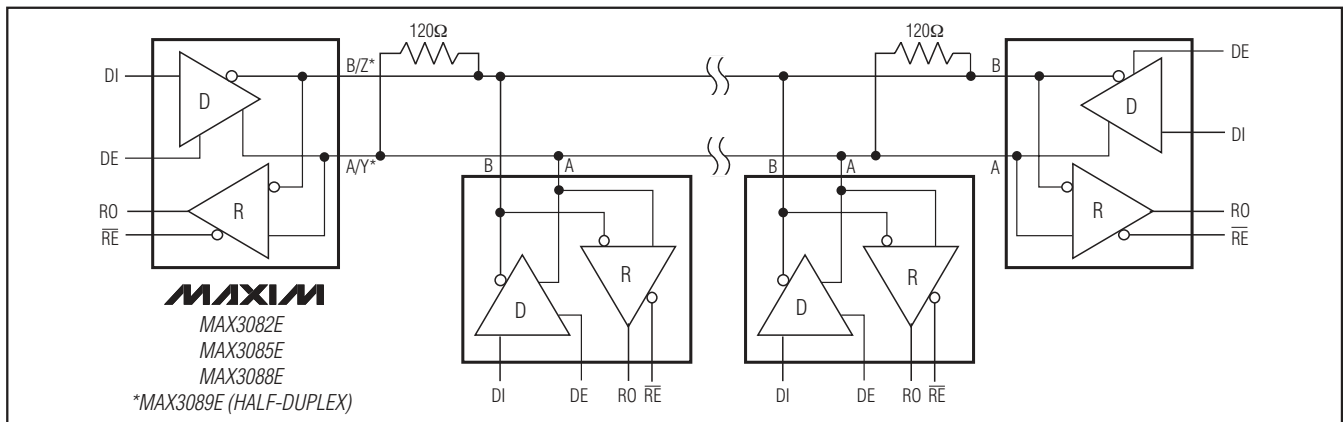 120Ω
120Ω
DI
B/Z*
B
DE
D
D
DE
A/Y*
B
A
B
A
A
DI
RO
R
R
RO
RE
RE
D
R
D
R
MAXIM
MAX3082E
MAX3085E
MAX3088E
*MAX3089E (HALF-DUPLEX)
DI
DE
RO
RE
DI
DE
RO
RE